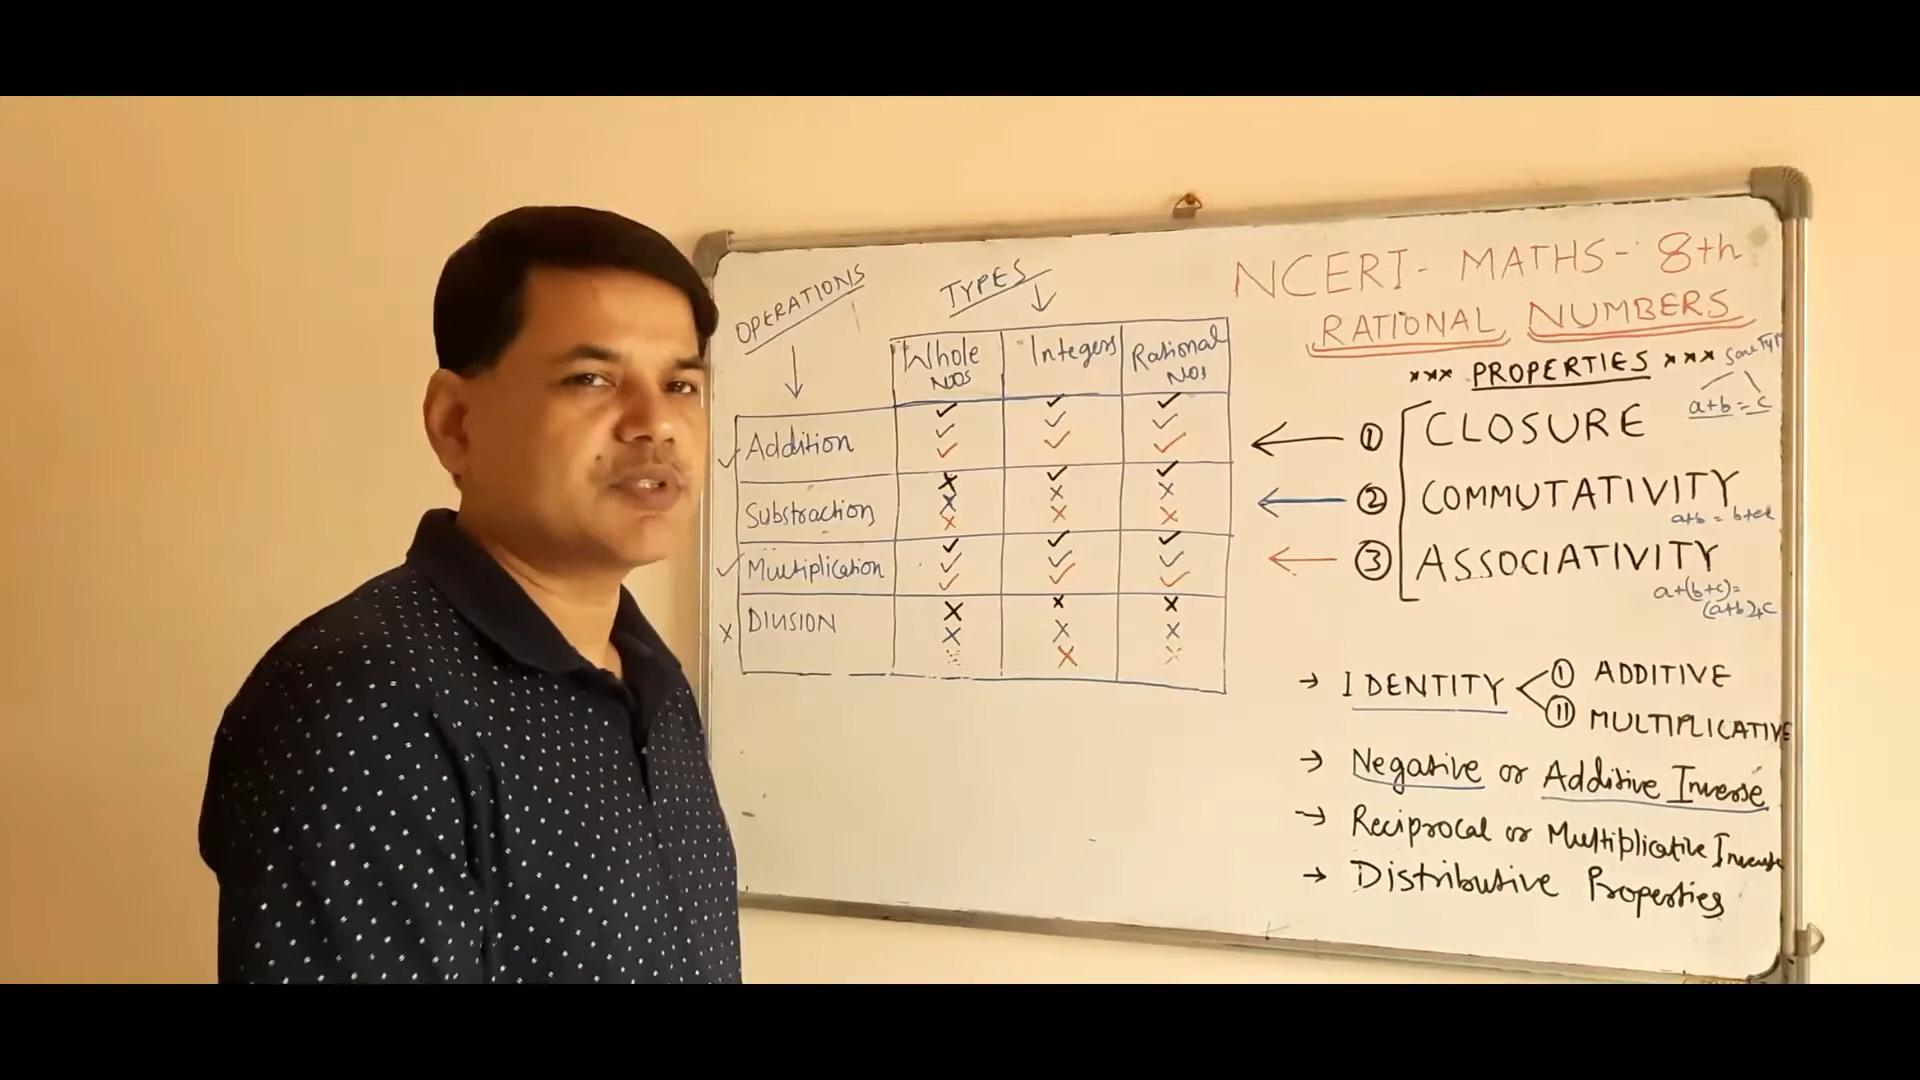 NCERT - MATHS - 8th
RATIONAL NUMBERS
*** PROPERTIES ***
a+b = c
① CLOSURE
② COMMUTATIVITY
③ ASSOCIATIVITY
a+(b+c)=
(a+b)+c
→ IDENTITY
① ADDITIVE
⑪ MULTIPLICATIVE
→ Negative or Additive Inverse
→ Reciprocal or Multiplicative Inverse
→ Distributive Properties
OPERATIONS
TYPES
Whole NOS
Integers
Rational NOS
✓ Addition ✓ ✓ ✓ ✓ ✓ ✓ ✓ ✓ ✓
Substraction × × × ✓ × × ✓ × ×
✓ Multiplication ✓ ✓ ✓ ✓ ✓ ✓ ✓ ✓ ✓
× DIUSION × × × × × × ×